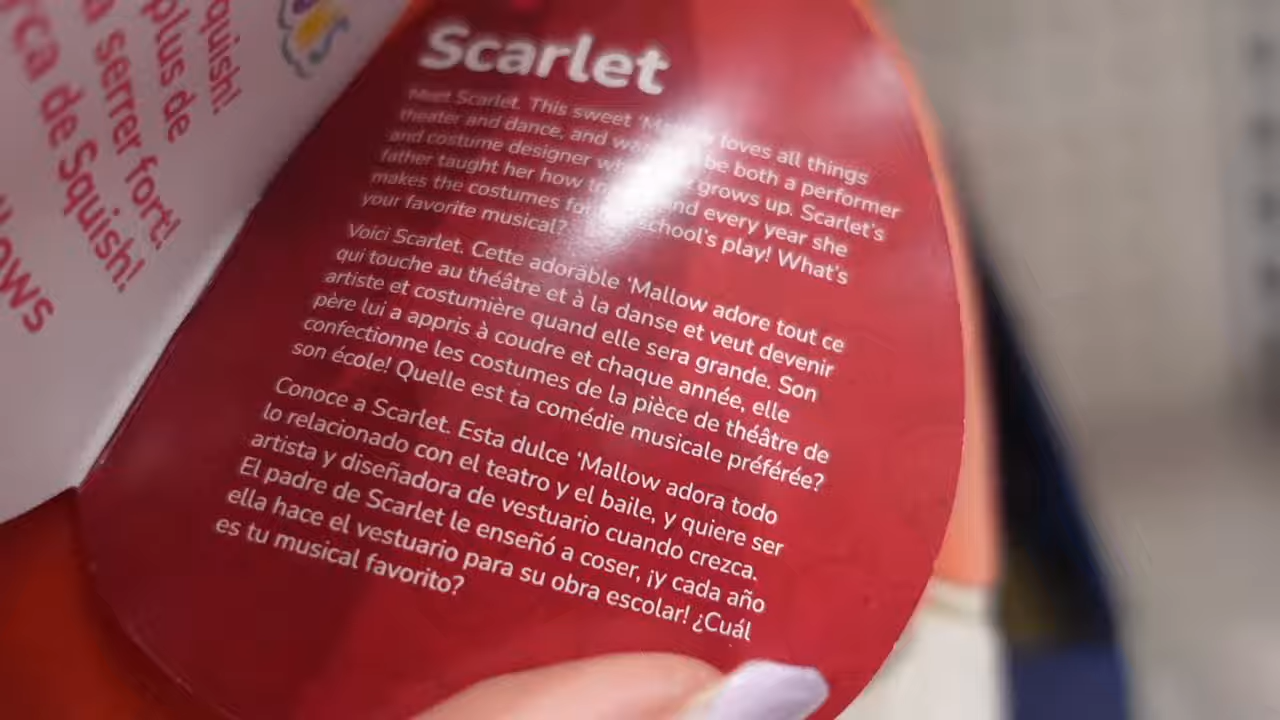 quish!
plus de
a serrer fort!
rca de Squish!
lows
Scarlet
Meet Scarlet. This sweet loves all things
theater and dance, and be both a performer
and costume designer grows up. Scarlet's
father taught her how to and every year she
makes the costumes for school's play! What's
your favorite musical?
Voici Scarlet. Cette adorable ‘Mallow adore tout ce
qui touche au théâtre et à la danse et veut devenir
artiste et costumière quand elle sera grande. Son
père lui a appris à coudre et chaque année, elle
confectionne les costumes de la pièce de théâtre de
son école! Quelle est ta comédie musicale préférée?
Conoce a Scarlet. Esta dulce ‘Mallow adora todo
lo relacionado con el teatro y el baile, y quiere ser
artista y diseñadora de vestuario cuando crezca.
El padre de Scarlet le enseñó a coser, ¡y cada año
ella hace el vestuario para su obra escolar! ¿Cuál
es tu musical favorito?